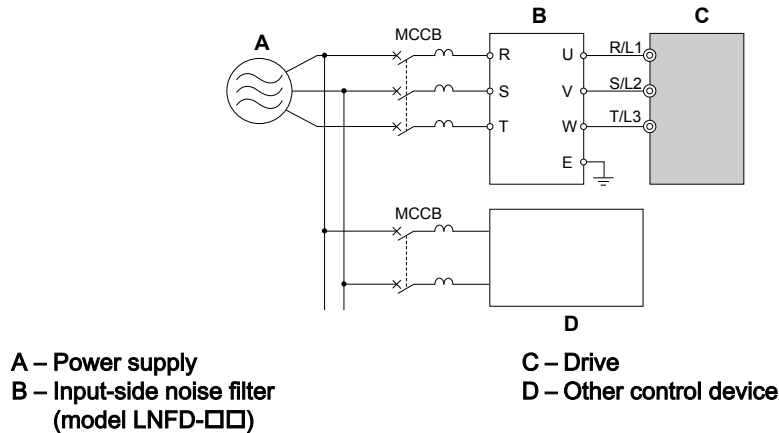 A
MCCB
B
C
R
U
R/L1
S
V
S/L2
T
W
T/L3
E
MCCB
D
A – Power supply
B – Input-side noise filter
(model LNFD-□□)
C – Drive
D – Other control device